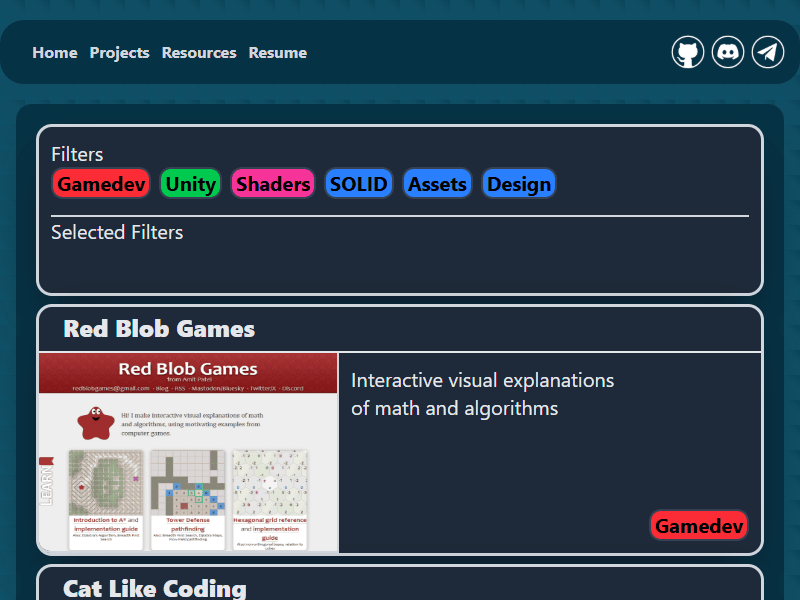 Home Projects Resources Resume
Filters
Gamedev Unity Shaders SOLID Assets Design
Selected Filters
Red Blob Games
Red Blob Games
from Amit Patel
redblobgames@gmail.com - Blog - RSS - Mastodon/Bluesky - Twitter/X - Discord
Hi! I make interactive visual explanations of math and
algorithms, using motivating examples from
computer games.
LEARN
Introduction to A* and
implementation guide
Tower Defense
pathfinding
Hexagonal grid reference
and implementation
guide
Interactive visual explanations
of math and algorithms
Gamedev
Cat Like Coding